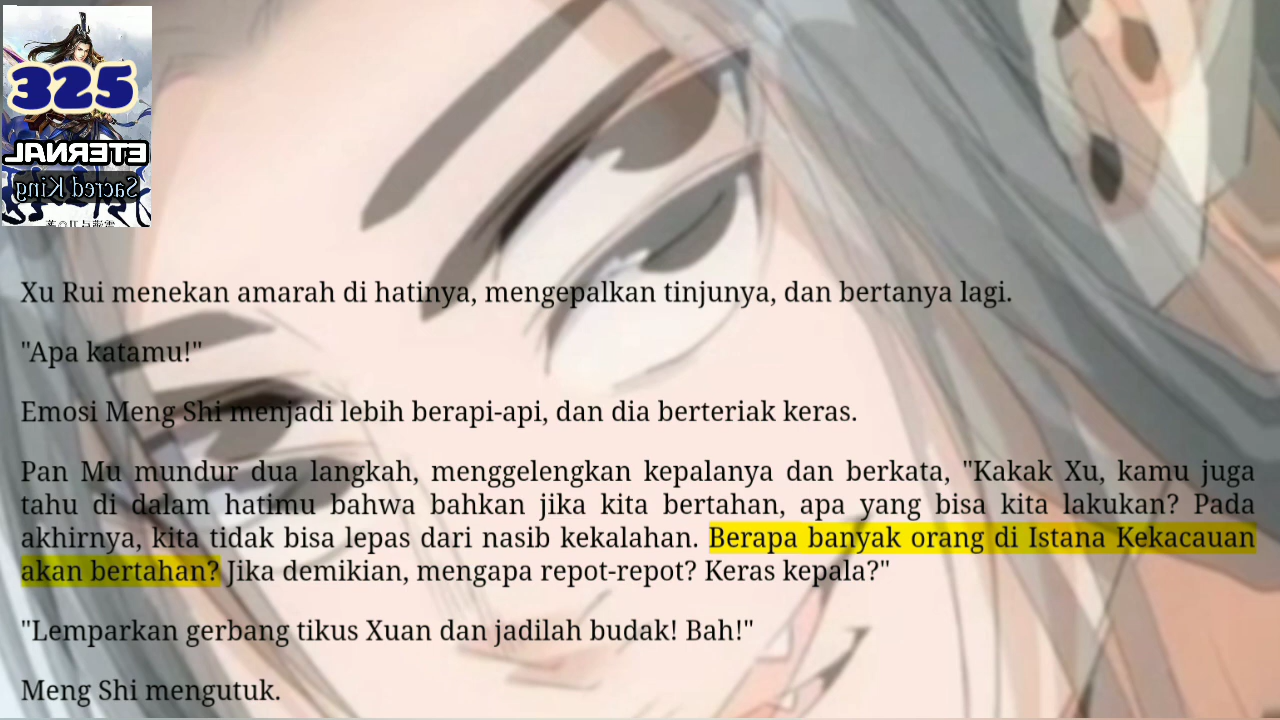 325
ETERNAL
Sacred King
Xu Rui menekan amarah di hatinya, mengepalkan tinjunya, dan bertanya lagi.
"Apa katamu!"
Emosi Meng Shi menjadi lebih berapi-api, dan dia berteriak keras.
Pan Mu mundur dua langkah, menggelengkan kepalanya dan berkata, "Kakak Xu, kamu juga
tahu di dalam hatimu bahwa bahkan jika kita bertahan, apa yang bisa kita lakukan? Pada
akhirnya, kita tidak bisa lepas dari nasib kekalahan. Berapa banyak orang di Istana Kekacauan
akan bertahan? Jika demikian, mengapa repot-repot? Keras kepala?"
"Lemparkan gerbang tikus Xuan dan jadilah budak! Bah!"
Meng Shi mengutuk.